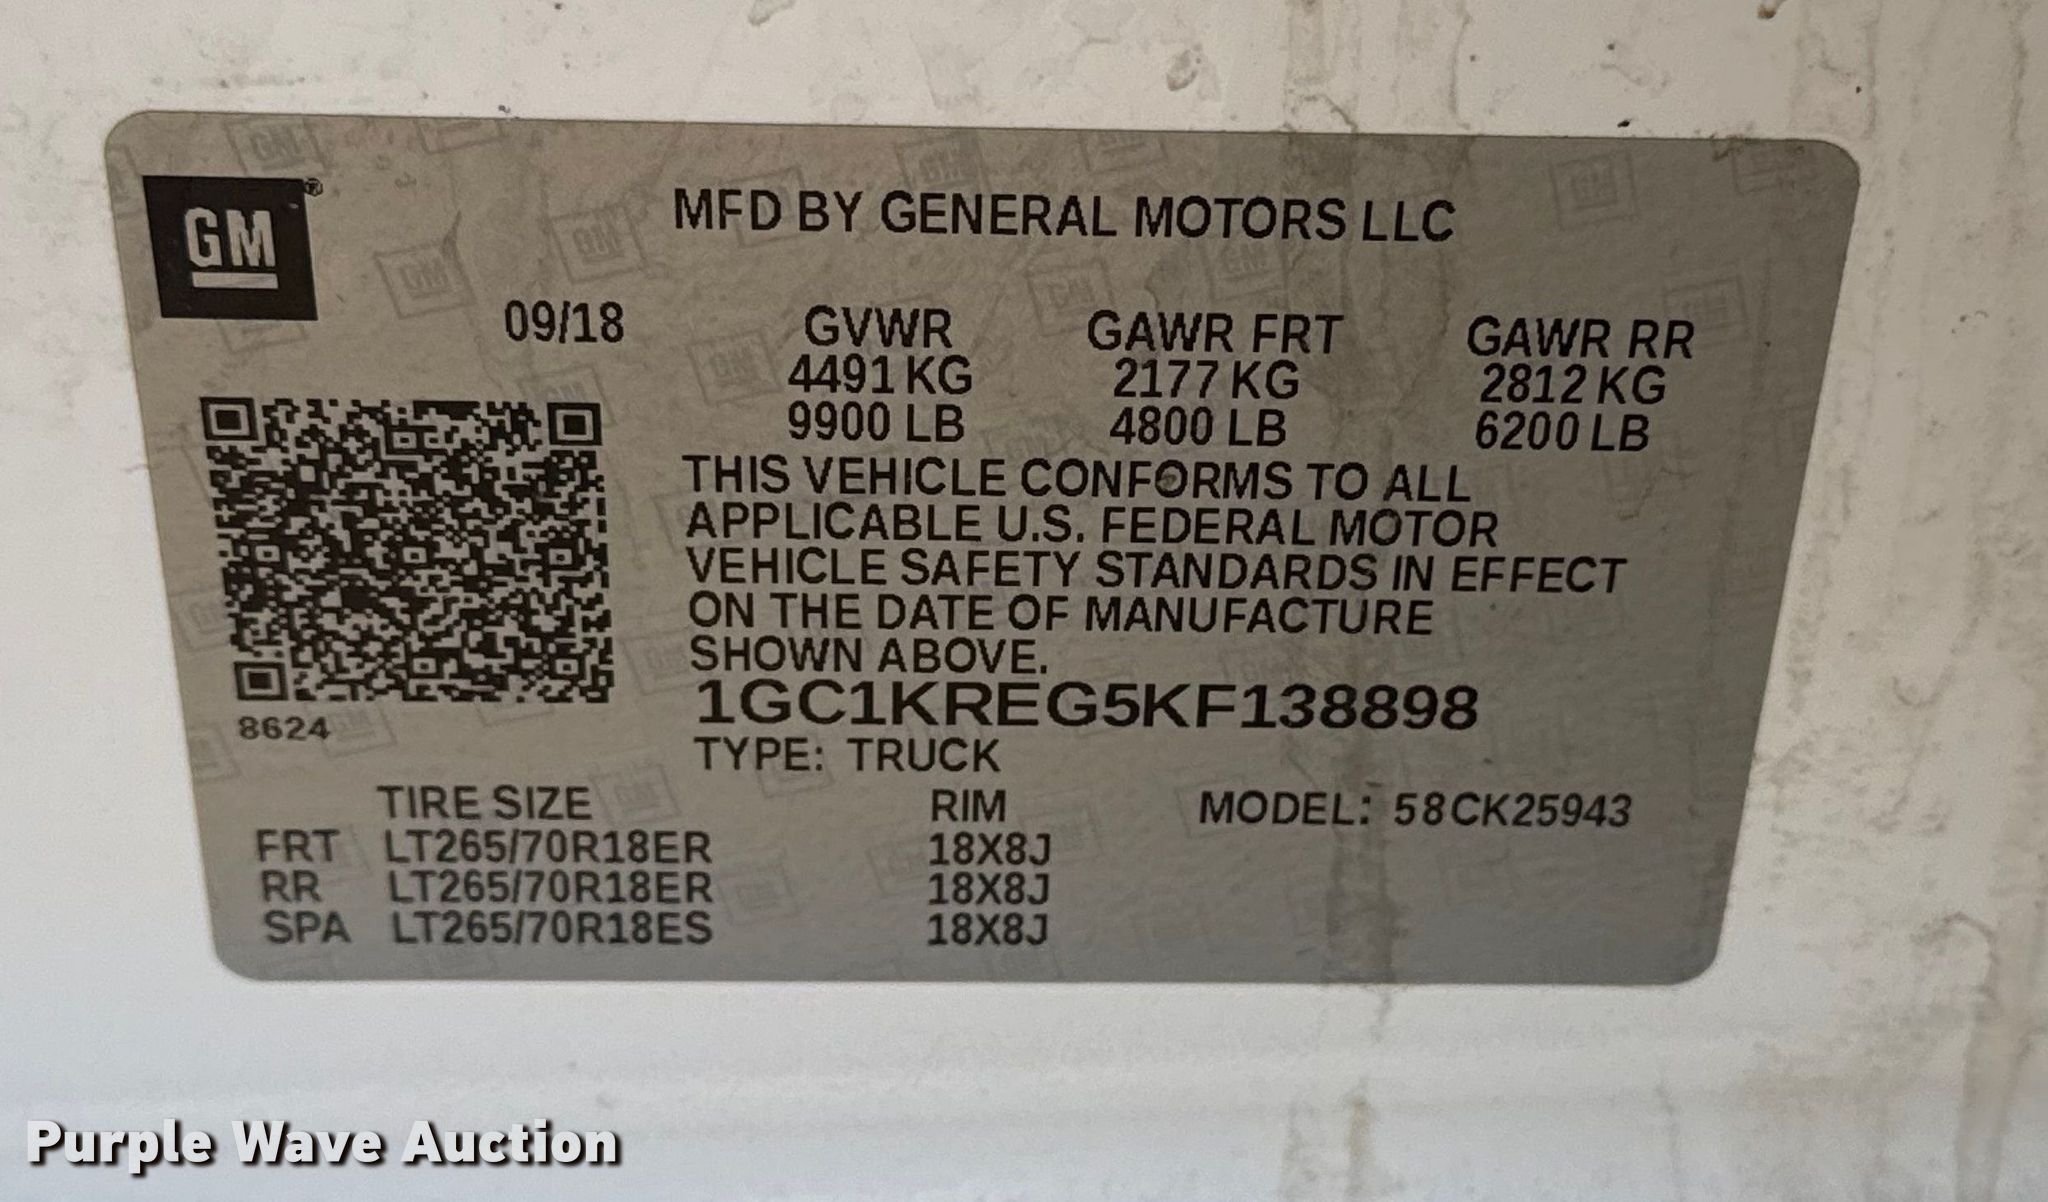 GM ®
MFD BY GENERAL MOTORS LLC
09/18 GVWR GAWR FRT GAWR RR
4491 KG 2177 KG 2812 KG
9900 LB 4800 LB 6200 LB
THIS VEHICLE CONFORMS TO ALL
APPLICABLE U.S. FEDERAL MOTOR
VEHICLE SAFETY STANDARDS IN EFFECT
ON THE DATE OF MANUFACTURE
SHOWN ABOVE.
1GC1KREG5KF138898
8624
TYPE: TRUCK
TIRE SIZE RIM MODEL: 58CK25943
FRT LT265/70R18ER 18X8J
RR LT265/70R18ER 18X8J
SPA LT265/70R18ES 18X8J
Purple Wave Auction